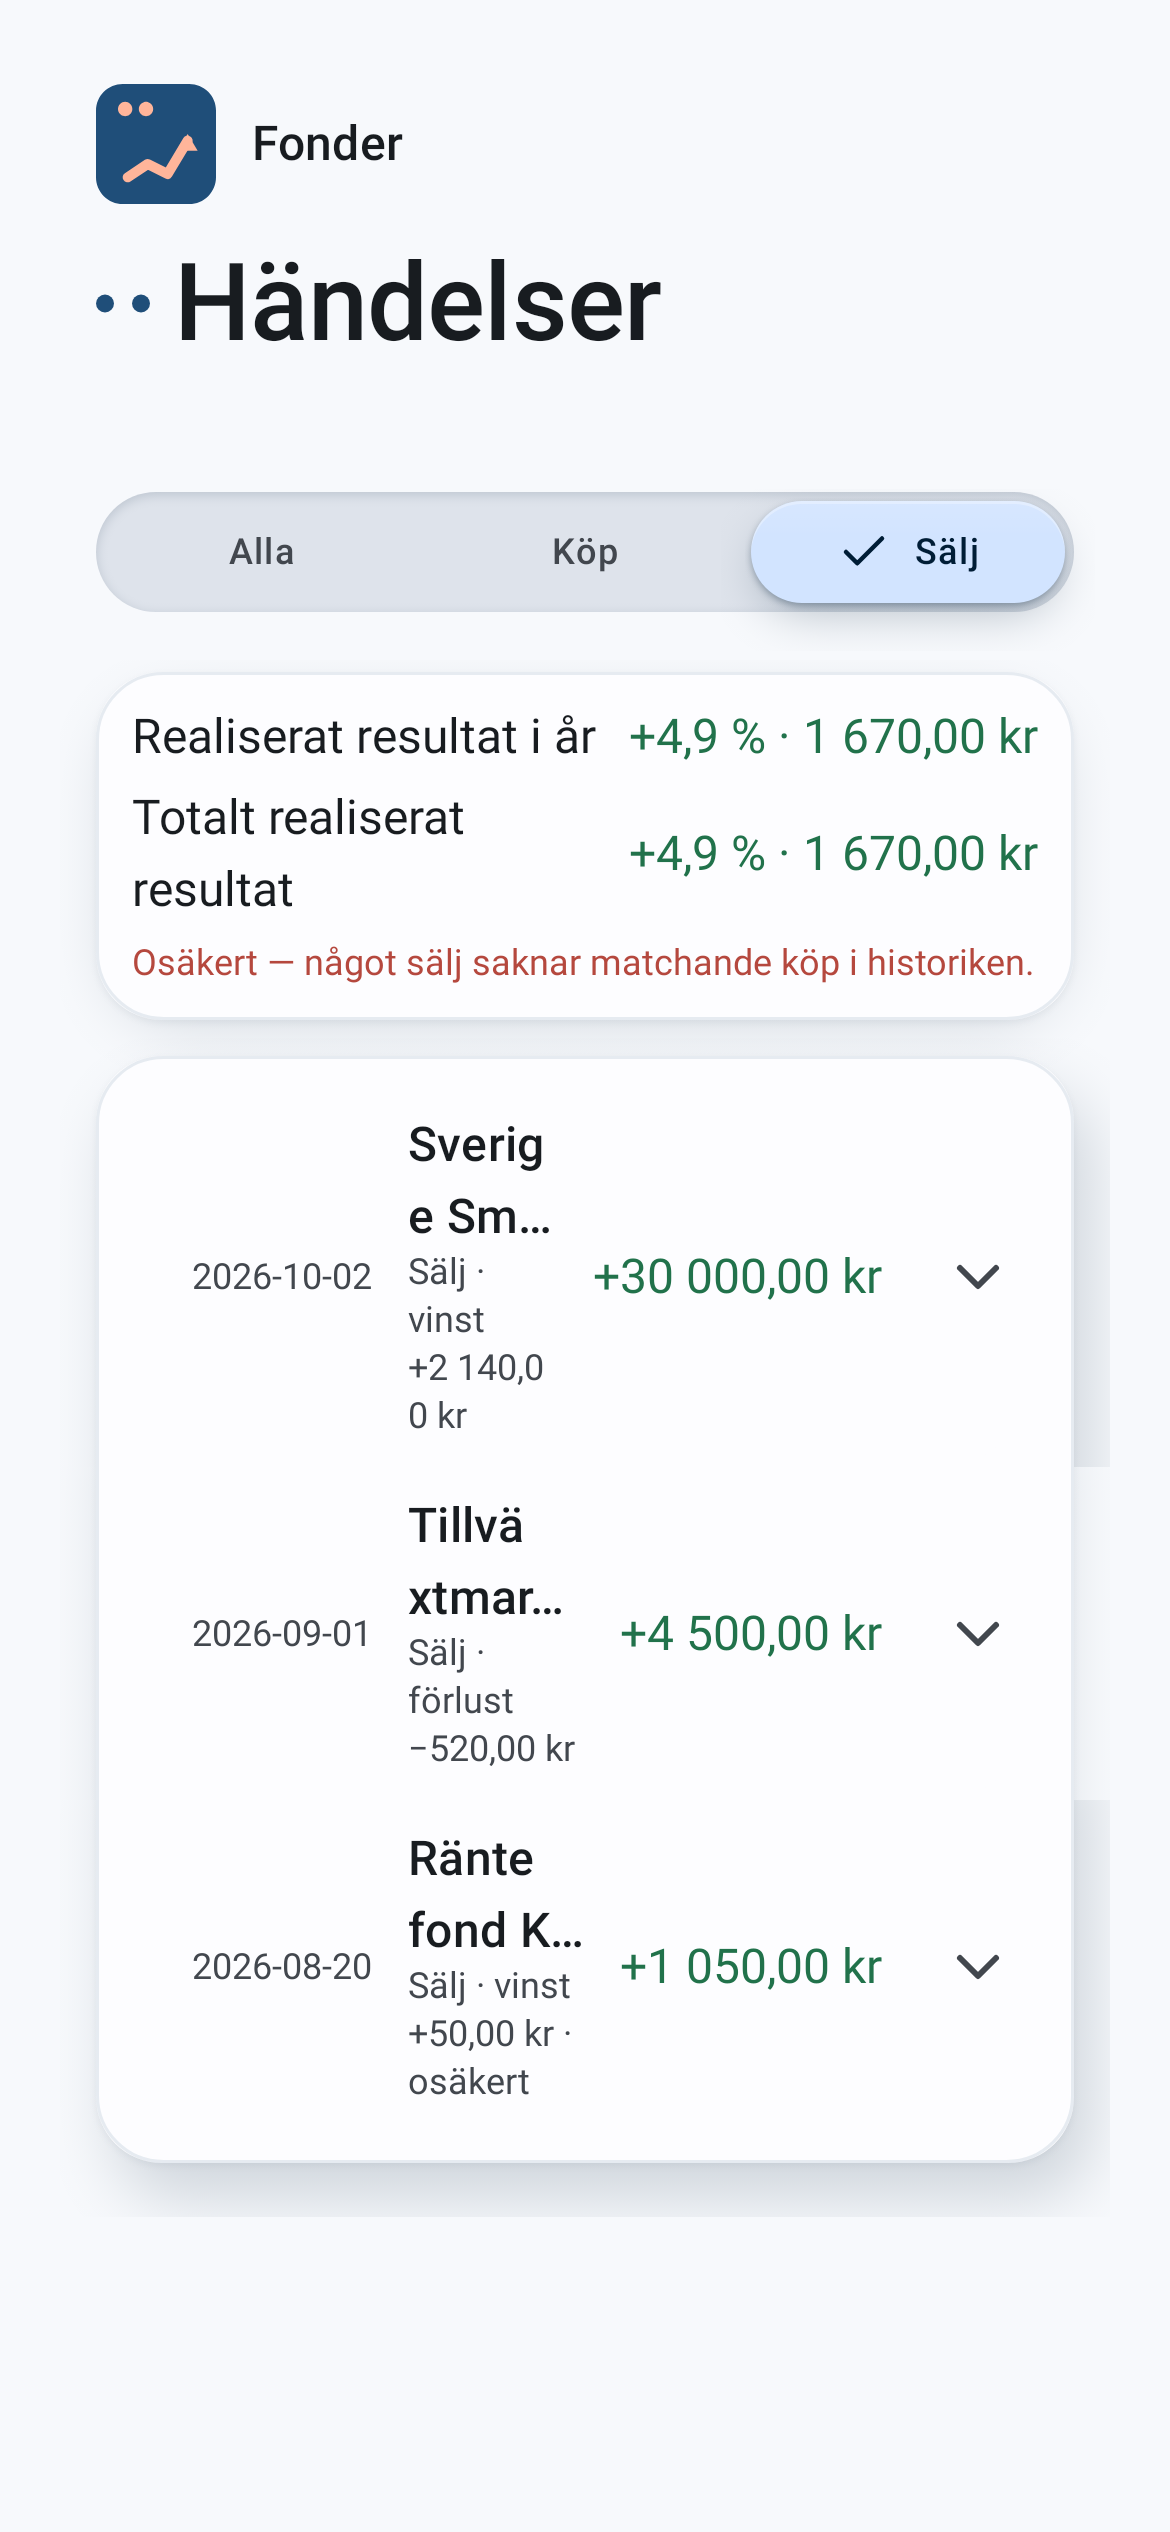 Fonder
Händelser
Alla
Köp
Sälj
Realiserat resultat i år
+4,9 % · 1 670,00 kr
Totalt realiserat
resultat
+4,9 % · 1 670,00 kr
Osäkert — något sälj saknar matchande köp i historiken.
2026-10-02
Sverig
e Sm…
Sälj ·
vinst
+2 140,0
0 kr
+30 000,00 kr
2026-09-01
Tillvä
xtmar…
Sälj ·
förlust
−520,00 kr
+4 500,00 kr
2026-08-20
Ränte
fond K…
Sälj · vinst
+50,00 kr ·
osäkert
+1 050,00 kr